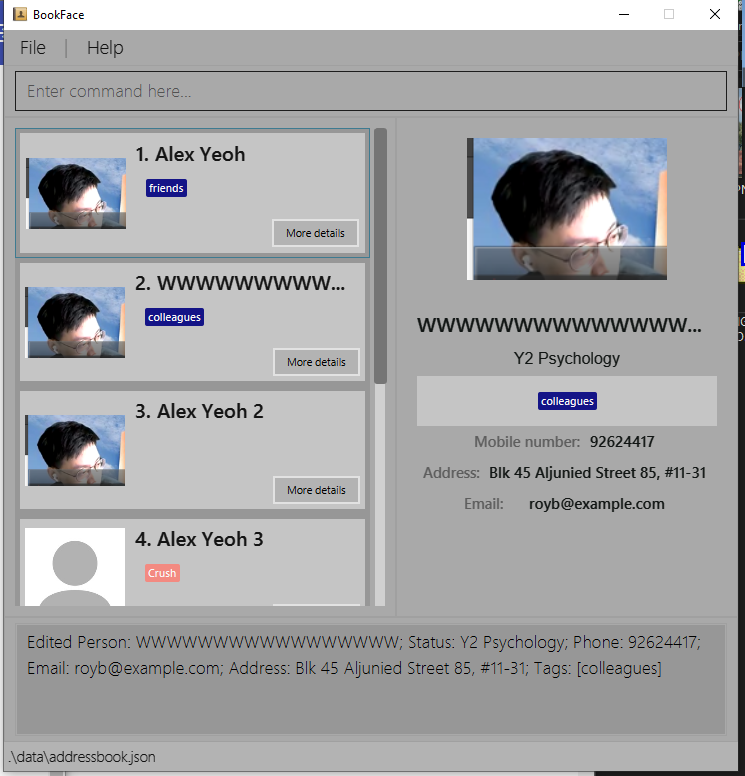 BookFace
File | Help
Enter command here...
1. Alex Yeoh
friends
More details
2. WWWWWWWWWW...
colleagues
More details
3. Alex Yeoh 2
More details
4. Alex Yeoh 3
Crush
WWWWWWWWWWWWWWW...
Y2 Psychology
colleagues
Mobile number: 92624417
Address: Blk 45 Aljunied Street 85, #11-31
Email: royb@example.com
Edited Person: WWWWWWWWWWWWWWWWWW; Status: Y2 Psychology; Phone: 92624417;
Email: royb@example.com; Address: Blk 45 Aljunied Street 85, #11-31; Tags: [colleagues]
.\data\addressbook.json